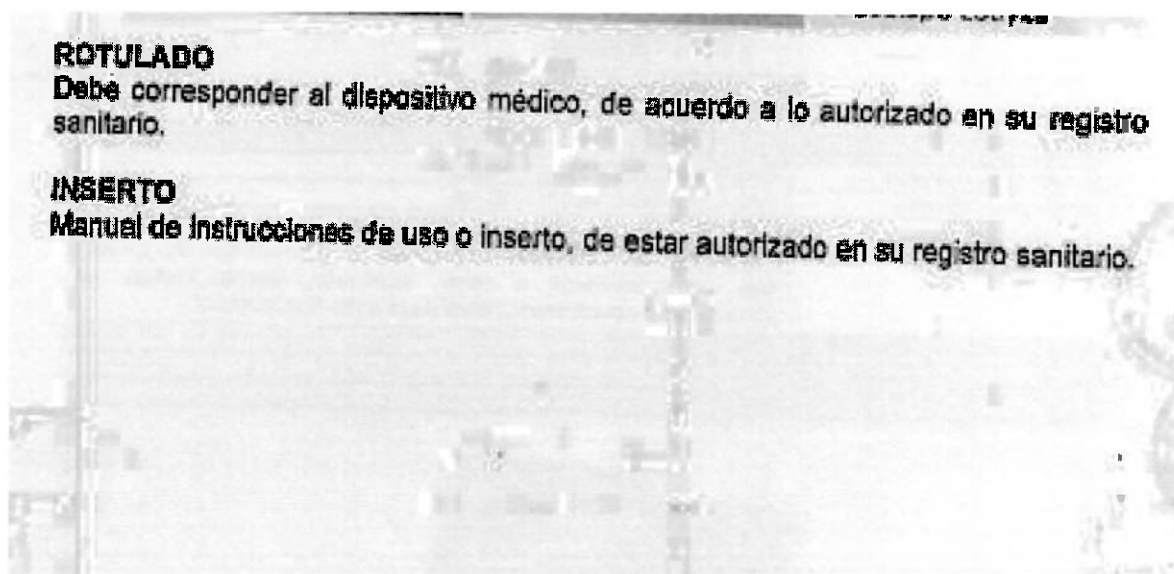 ROTULADO
Debe corresponder al dispositivo médico, de acuerdo a lo autorizado en su registro
sanitario.
INSERTO
Manual de Instrucciones de uso o inserto, de estar autorizado en su registro sanitario.